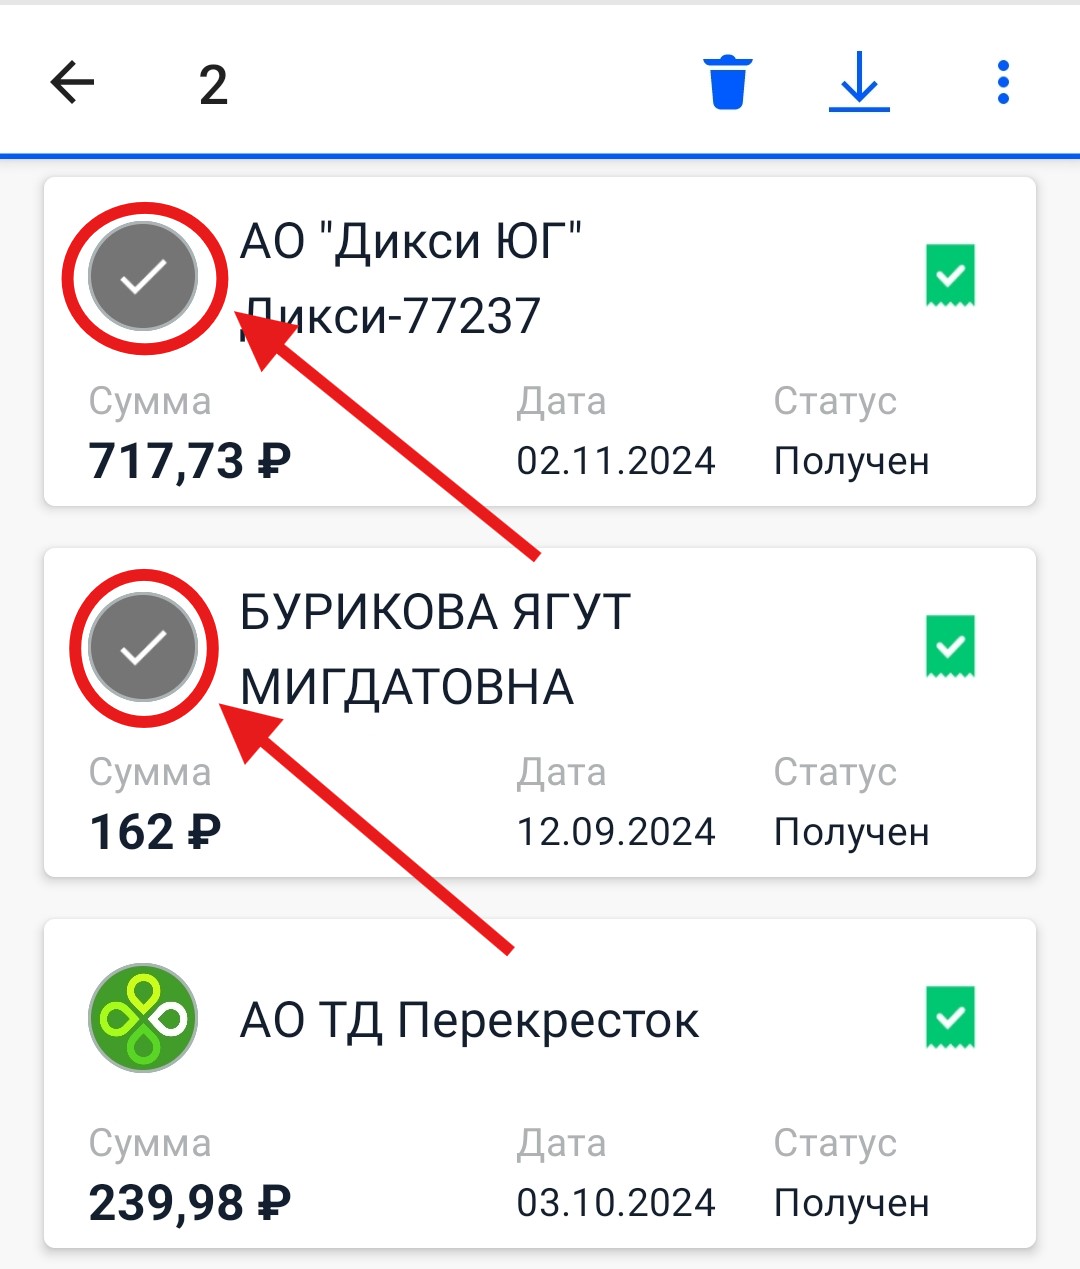 2
АО "Дикси ЮГ"
Дикси-77237
Сумма Дата Статус
717,73 ₽ 02.11.2024 Получен
БУРИКОВА ЯГУТ
МИГДАТОВНА
Сумма Дата Статус
162 ₽ 12.09.2024 Получен
АО ТД Перекресток
Сумма Дата Статус
239,98 ₽ 03.10.2024 Получен